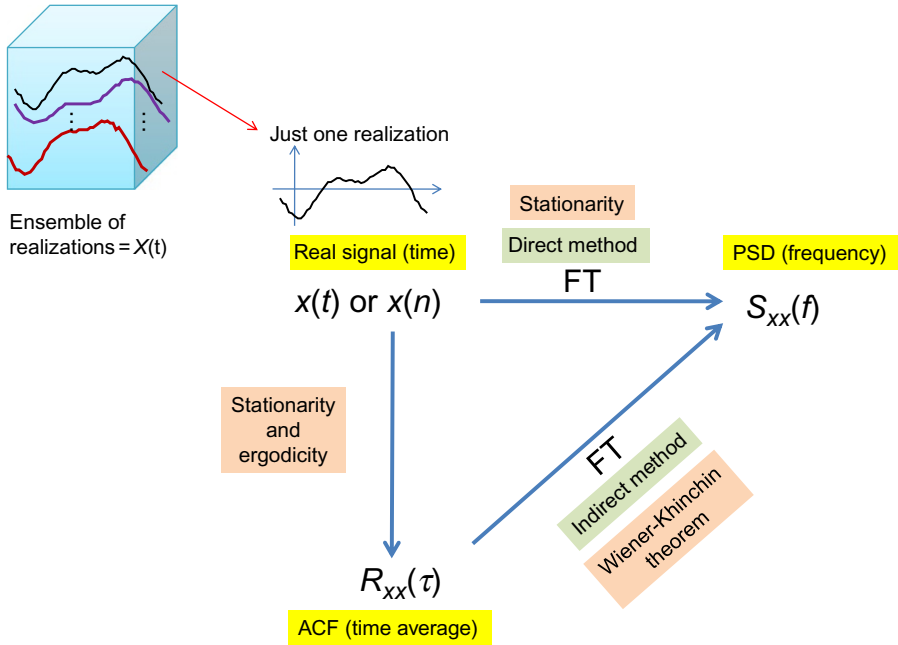 Just one realization
Ensemble of
realizations = X(t)
Stationarity
Direct method
FT
Real signal (time)
PSD (frequency)
x(t) or x(n)
Sxx(f)
Stationarity
and
ergodicity
FT
Indirect method
Wiener-Khinchin
theorem
Rxx(τ)
ACF (time average)